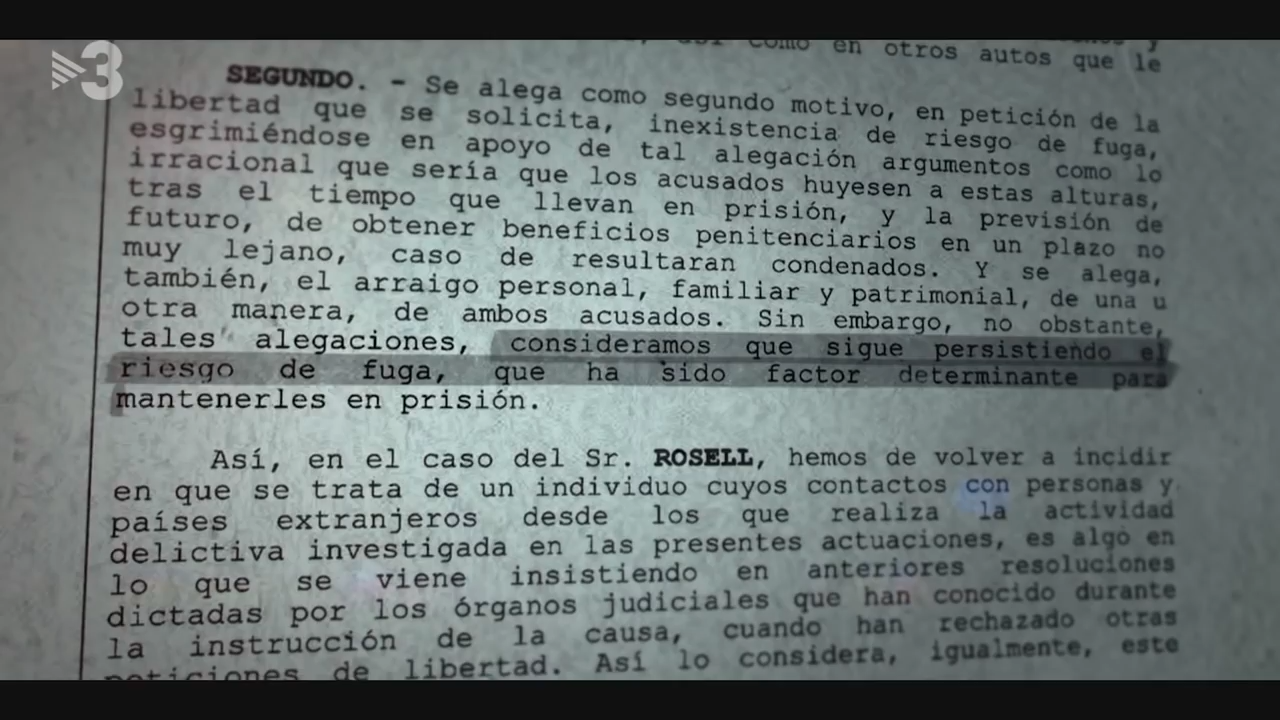 3
como en otros autos que le
SEGUNDO. - Se alega como segundo motivo, en petición de la
libertad que se solicita, inexistencia de riesgo de fuga,
esgrimiéndose en apoyo de tal alegación argumentos como lo
irracional que sería que los acusados huyesen a estas alturas,
tras el tiempo que llevan en prisión, y la previsión de
futuro, de obtener beneficios penitenciarios en un plazo no
muy lejano, caso de resultaran condenados. Y se alega,
también, el arraigo personal, familiar y patrimonial, de una u
otra manera, de ambos acusados. Sin embargo, no obstante,
tales alegaciones, consideramos que sigue persistiendo el
riesgo de fuga, que ha sido factor determinante para
mantenerles en prisión.
Así, en el caso del Sr. ROSELL, hemos de volver a incidir
en que se trata de un individuo cuyos contactos con personas y
países extranjeros desde los que realiza la actividad
delictiva investigada en las presentes actuaciones, es algo en
lo que se viene insistiendo en anteriores resoluciones
dictadas por los órganos judiciales que han conocido durante
la instrucción de la causa, cuando han rechazado otras
peticiones de libertad. Así lo considera, igualmente, este